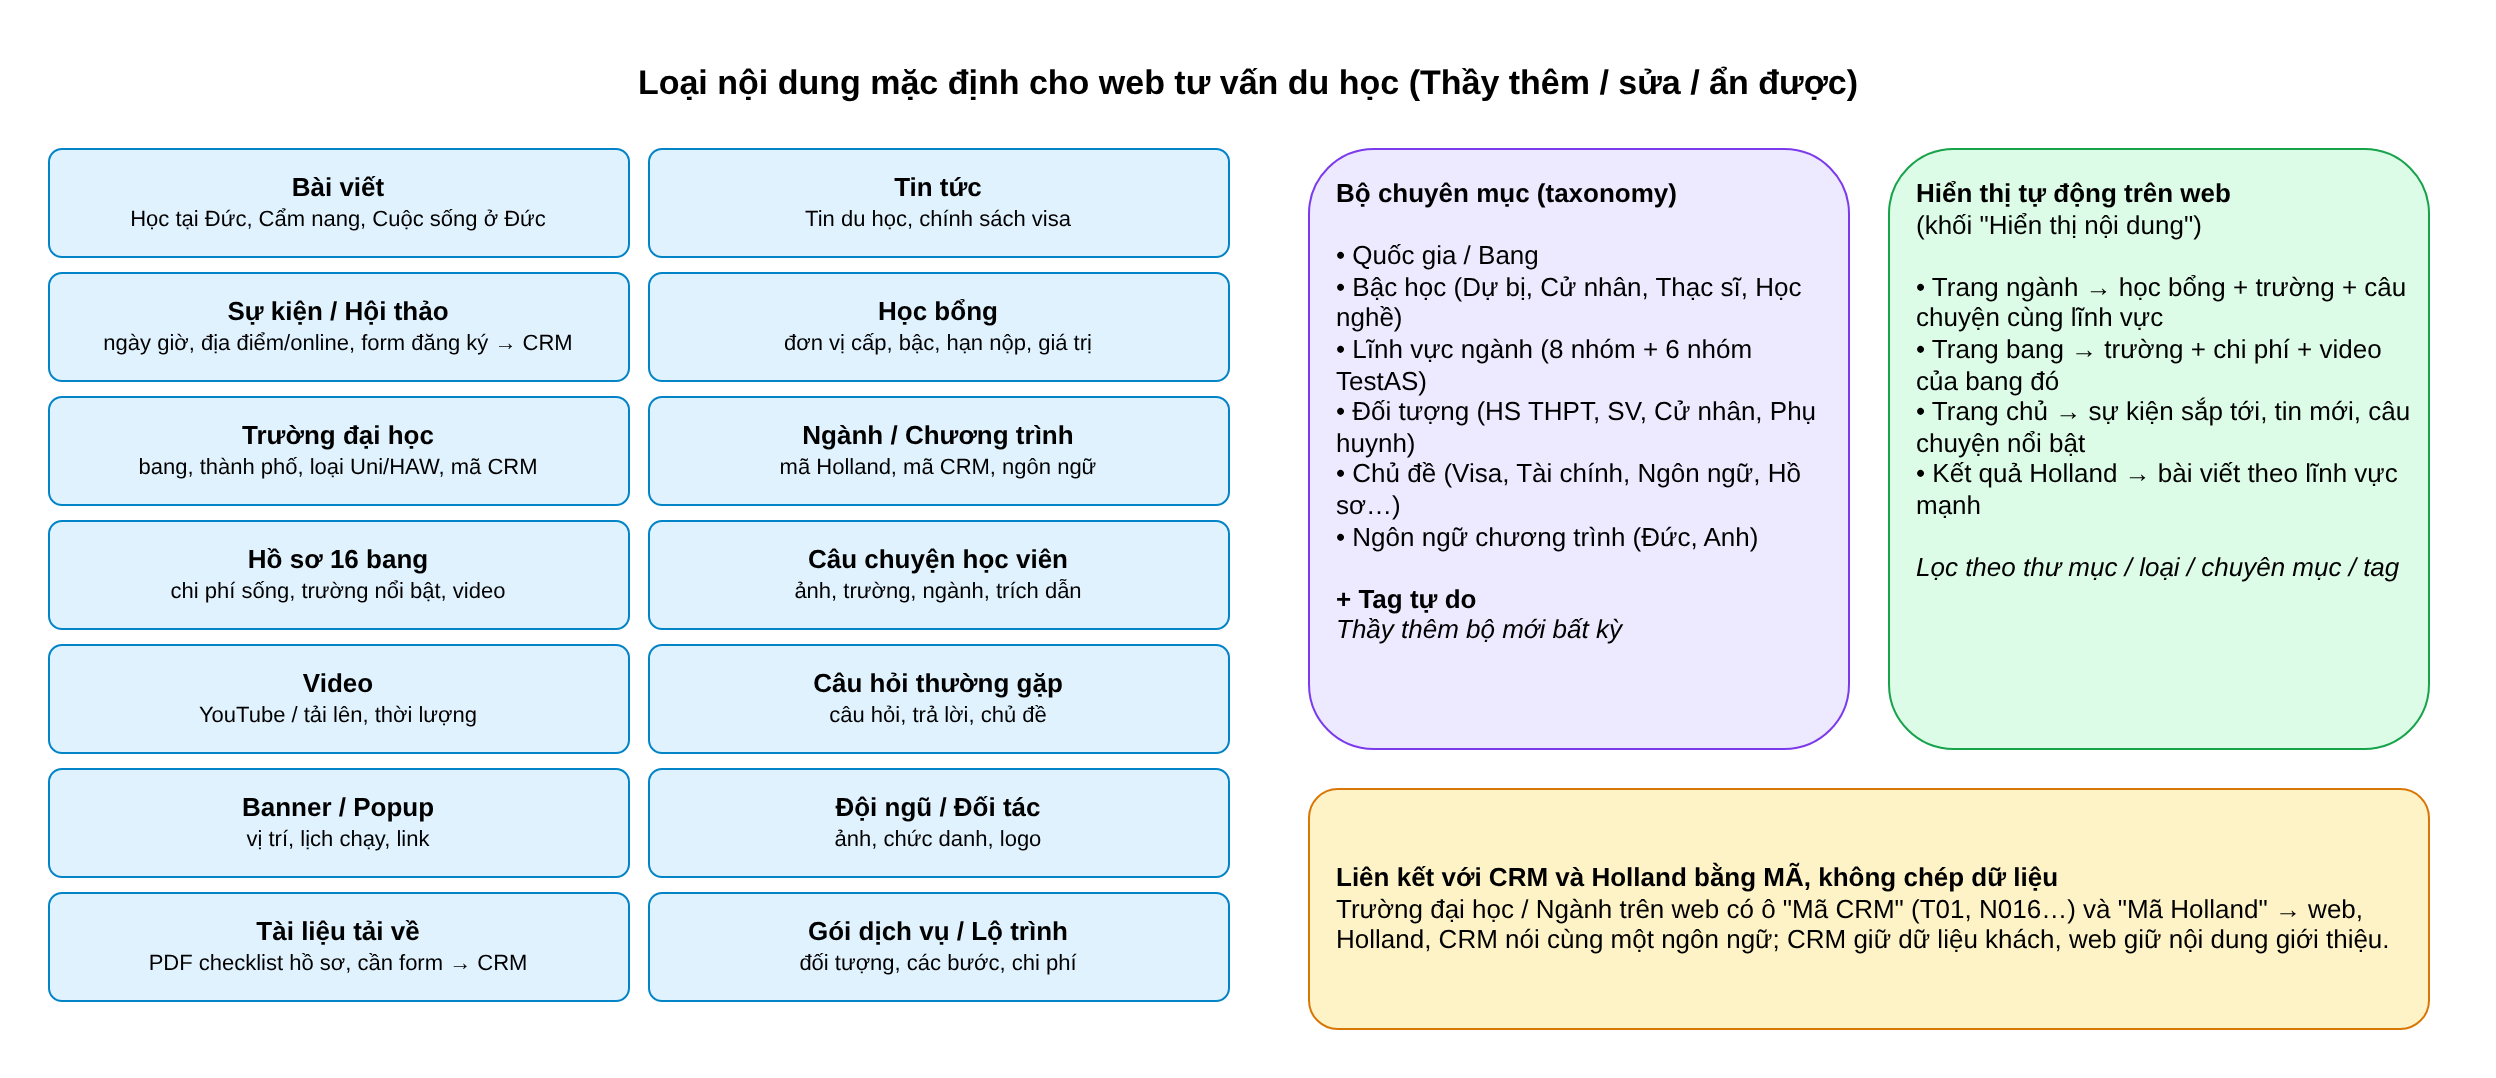 Loại nội dung mặc định cho web tư vấn du học (Thầy thêm / sửa / ẩn được)
Bài viết
Học tại Đức, Cẩm nang, Cuộc sống ở Đức
Tin tức
Tin du học, chính sách visa
Sự kiện / Hội thảo
ngày giờ, địa điểm/online, form đăng ký → CRM
Học bổng
đơn vị cấp, bậc, hạn nộp, giá trị
Trường đại học
bang, thành phố, loại Uni/HAW, mã CRM
Ngành / Chương trình
mã Holland, mã CRM, ngôn ngữ
Hồ sơ 16 bang
chi phí sống, trường nổi bật, video
Câu chuyện học viên
ảnh, trường, ngành, trích dẫn
Video
YouTube / tải lên, thời lượng
Câu hỏi thường gặp
câu hỏi, trả lời, chủ đề
Banner / Popup
vị trí, lịch chạy, link
Đội ngũ / Đối tác
ảnh, chức danh, logo
Tài liệu tải về
PDF checklist hồ sơ, cần form → CRM
Gói dịch vụ / Lộ trình
đối tượng, các bước, chi phí
Bộ chuyên mục (taxonomy)
• Quốc gia / Bang
• Bậc học (Dự bị, Cử nhân, Thạc sĩ, Học
nghề)
• Lĩnh vực ngành (8 nhóm + 6 nhóm
TestAS)
• Đối tượng (HS THPT, SV, Cử nhân, Phụ
huynh)
• Chủ đề (Visa, Tài chính, Ngôn ngữ, Hồ
sơ…)
• Ngôn ngữ chương trình (Đức, Anh)
+ Tag tự do
Thầy thêm bộ mới bất kỳ
Hiển thị tự động trên web
(khối "Hiển thị nội dung")
• Trang ngành → học bổng + trường + câu
chuyện cùng lĩnh vực
• Trang bang → trường + chi phí + video
của bang đó
• Trang chủ → sự kiện sắp tới, tin mới, câu
chuyện nổi bật
• Kết quả Holland → bài viết theo lĩnh vực
mạnh
Lọc theo thư mục / loại / chuyên mục / tag
Liên kết với CRM và Holland bằng MÃ, không chép dữ liệu
Trường đại học / Ngành trên web có ô "Mã CRM" (T01, N016…) và "Mã Holland" → web,
Holland, CRM nói cùng một ngôn ngữ; CRM giữ dữ liệu khách, web giữ nội dung giới thiệu.